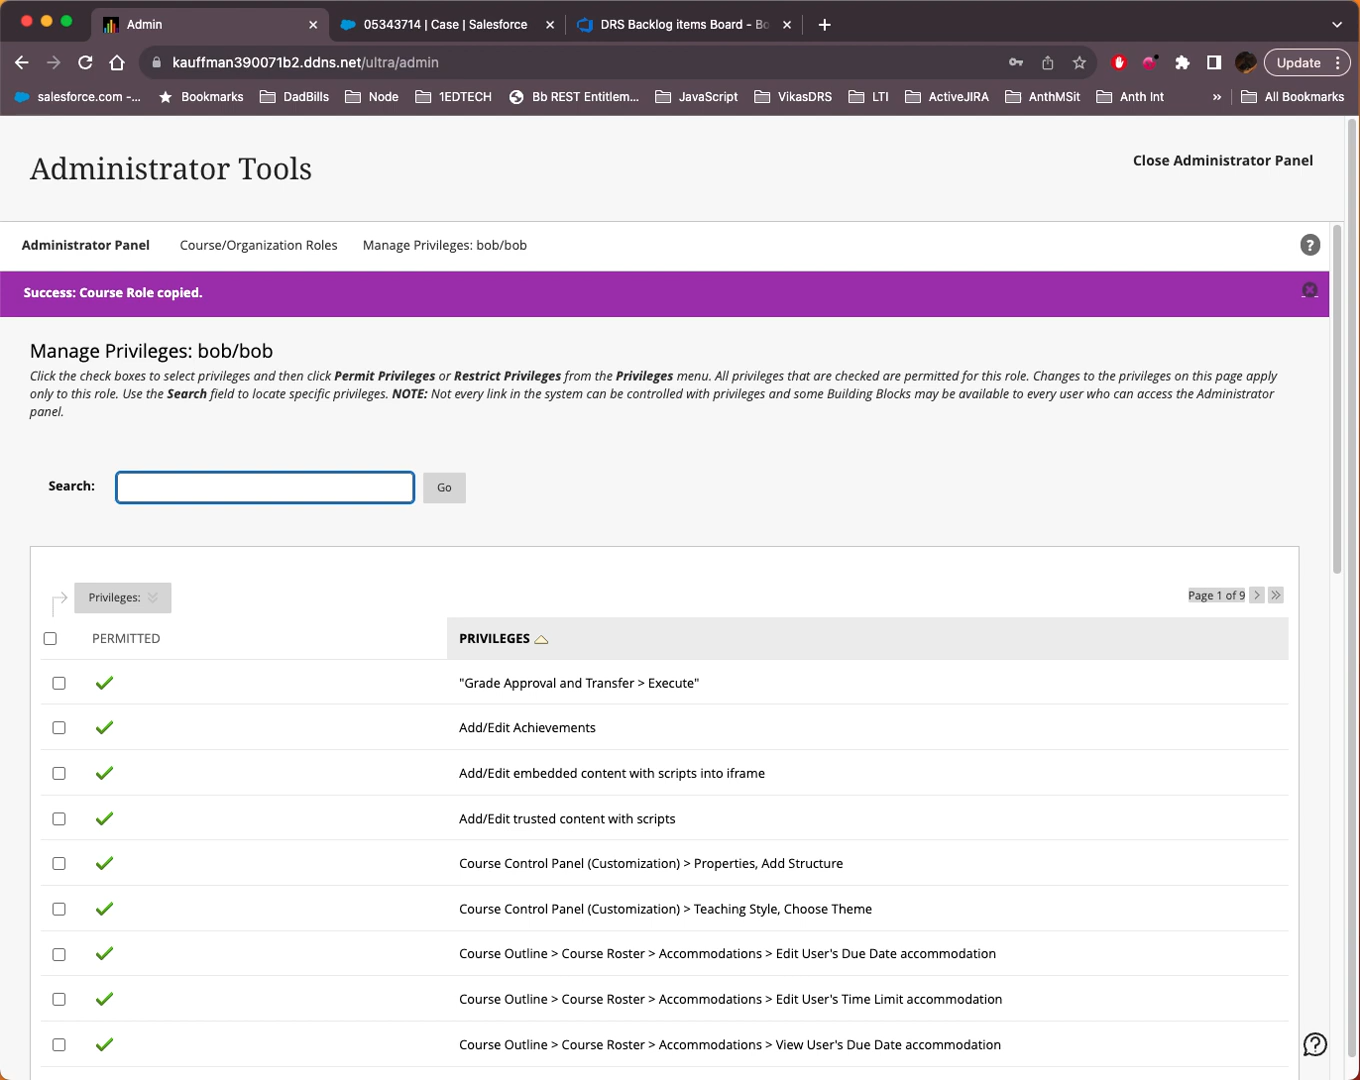 Admin
05343714 | Case | Salesforce
DRS Backlog items Board - Bo
kauffman390071b2.ddns.net/ultra/admin
Update
salesforce.com -...
Bookmarks
DadBills
Node
1EDTECH
Bb REST Entitlem...
JavaScript
VikasDRS
LTI
ActiveJIRA
AnthMSit
Anth Int
»
All Bookmarks
Administrator Tools
Close Administrator Panel
Administrator Panel
Course/Organization Roles
Manage Privileges: bob/bob
?
Success: Course Role copied.
Manage Privileges: bob/bob
Click the check boxes to select privileges and then click Permit Privileges or Restrict Privileges from the Privileges menu. All privileges that are checked are permitted for this role. Changes to the privileges on this page apply
only to this role. Use the Search field to locate specific privileges. NOTE: Not every link in the system can be controlled with privileges and some Building Blocks may be available to every user who can access the Administrator
panel.
Search:
Go
Privileges:
Page 1 of 9
PERMITTED
PRIVILEGES
"Grade Approval and Transfer > Execute"
Add/Edit Achievements
Add/Edit embedded content with scripts into iframe
Add/Edit trusted content with scripts
Course Control Panel (Customization) > Properties, Add Structure
Course Control Panel (Customization) > Teaching Style, Choose Theme
Course Outline > Course Roster > Accommodations > Edit User's Due Date accommodation
Course Outline > Course Roster > Accommodations > Edit User's Time Limit accommodation
Course Outline > Course Roster > Accommodations > View User's Due Date accommodation
?